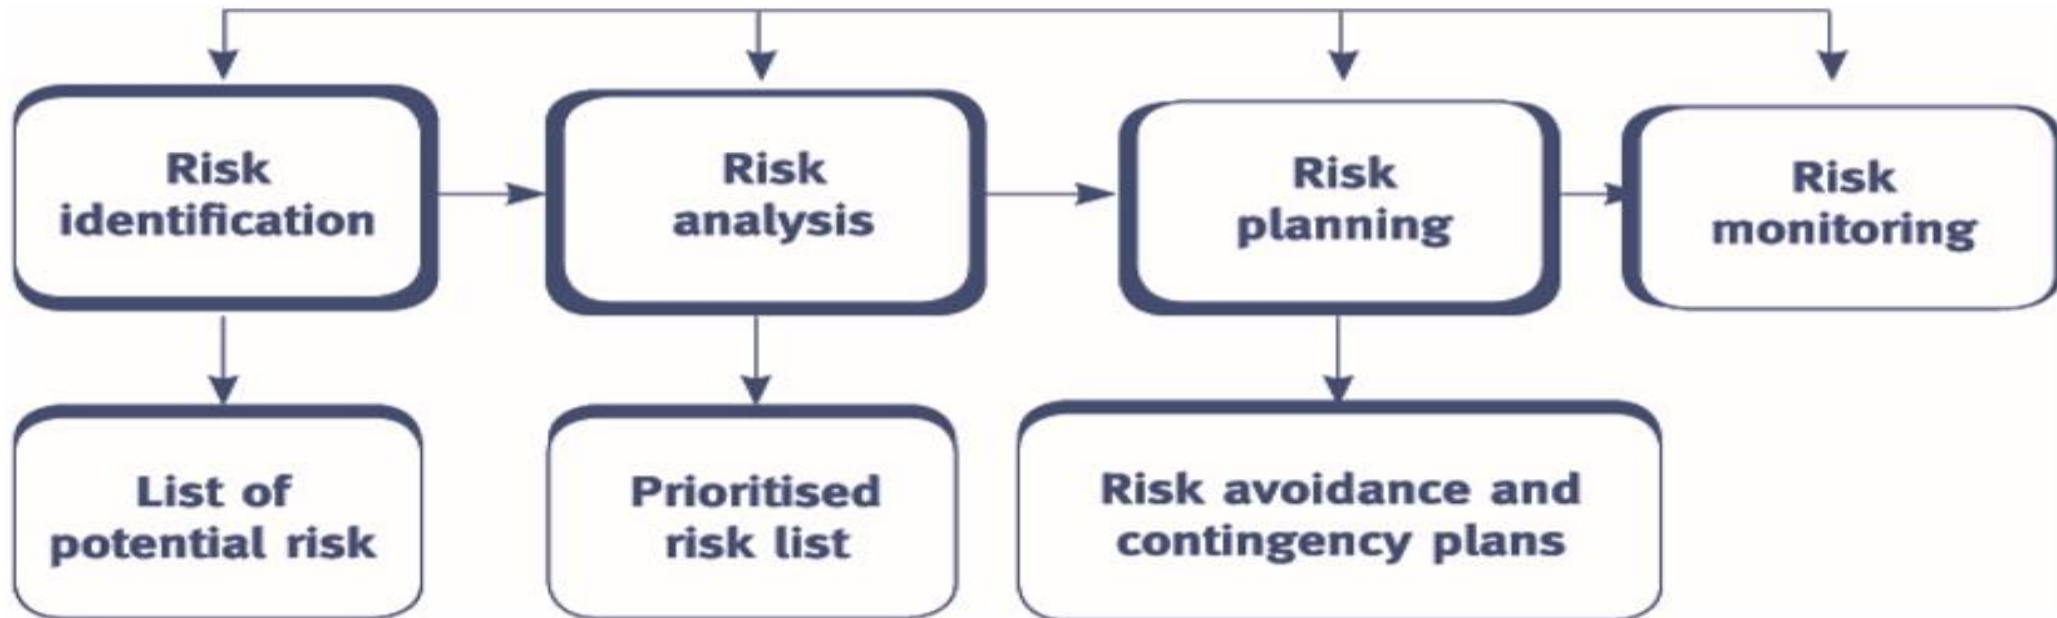 Risk
identification
Risk
analysis
Risk
planning
Risk
monitoring
List of
potential risk
Prioritised
risk list
Risk avoidance and
contingency plans